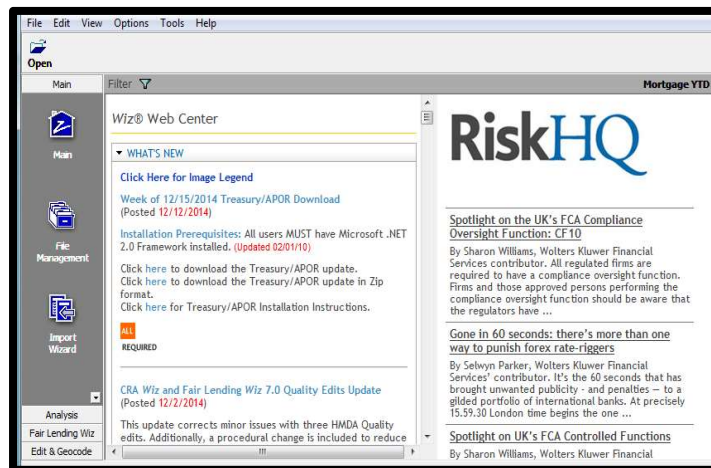 File Edit View Options Tools Help
Open
Main
Filter
Mortgage YTD
Main
File
Management
Import
Wizard
Analysis
Fair Lending Wiz
Edit & Geocode
Wiz® Web Center
WHAT'S NEW
Click Here for Image Legend
Week of 12/15/2014 Treasury/APOR Download
(Posted 12/12/2014)
Installation Prerequisites: All users MUST have Microsoft .NET
2.0 Framework installed. (Updated 02/01/10)
Click here to download the Treasury/APOR update.
Click here to download the Treasury/APOR update in Zip
format.
Click here for Treasury/APOR Installation Instructions.
ALL
REQUIRED
CRA Wiz and Fair Lending Wiz 7.0 Quality Edits Update
(Posted 12/2/2014)
This update corrects minor issues with three HMDA Quality
edits. Additionally, a procedural change is included to reduce
RiskHQ
Spotlight on the UK's FCA Compliance
Oversight Function: CF10
By Sharon Williams, Wolters Kluwer Financial
Services contributor. All regulated firms are
required to have a compliance oversight function.
Firms and those approved persons performing the
compliance oversight function should be aware that
the regulators have ...
Gone in 60 seconds: there's more than one
way to punish forex rate-riggers
By Selwyn Parker, Wolters Kluwer Financial
Services' contributor. It's the 60 seconds that has
brought unwanted publicity - and penalties — to a
gilded portfolio of international banks. At precisely
15.59.30 London time begins the one ...
Spotlight on UK's FCA Controlled Functions
By Sharon Williams, Wolters Kluwer Financial